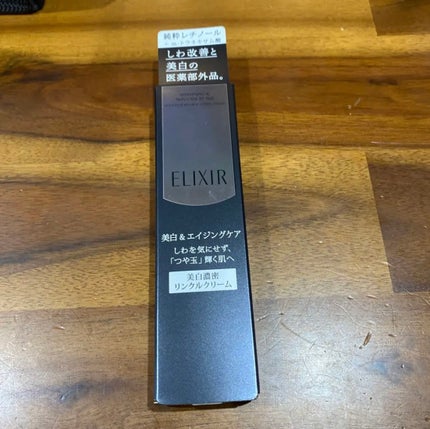 純粋レチノール
しわ改善と
美白の
医薬部外品。
ELIXIR
美白&エイジングケア
しわを気にせず、
「つや玉」輝く肌へ
美白濃密
リンクルクリーム